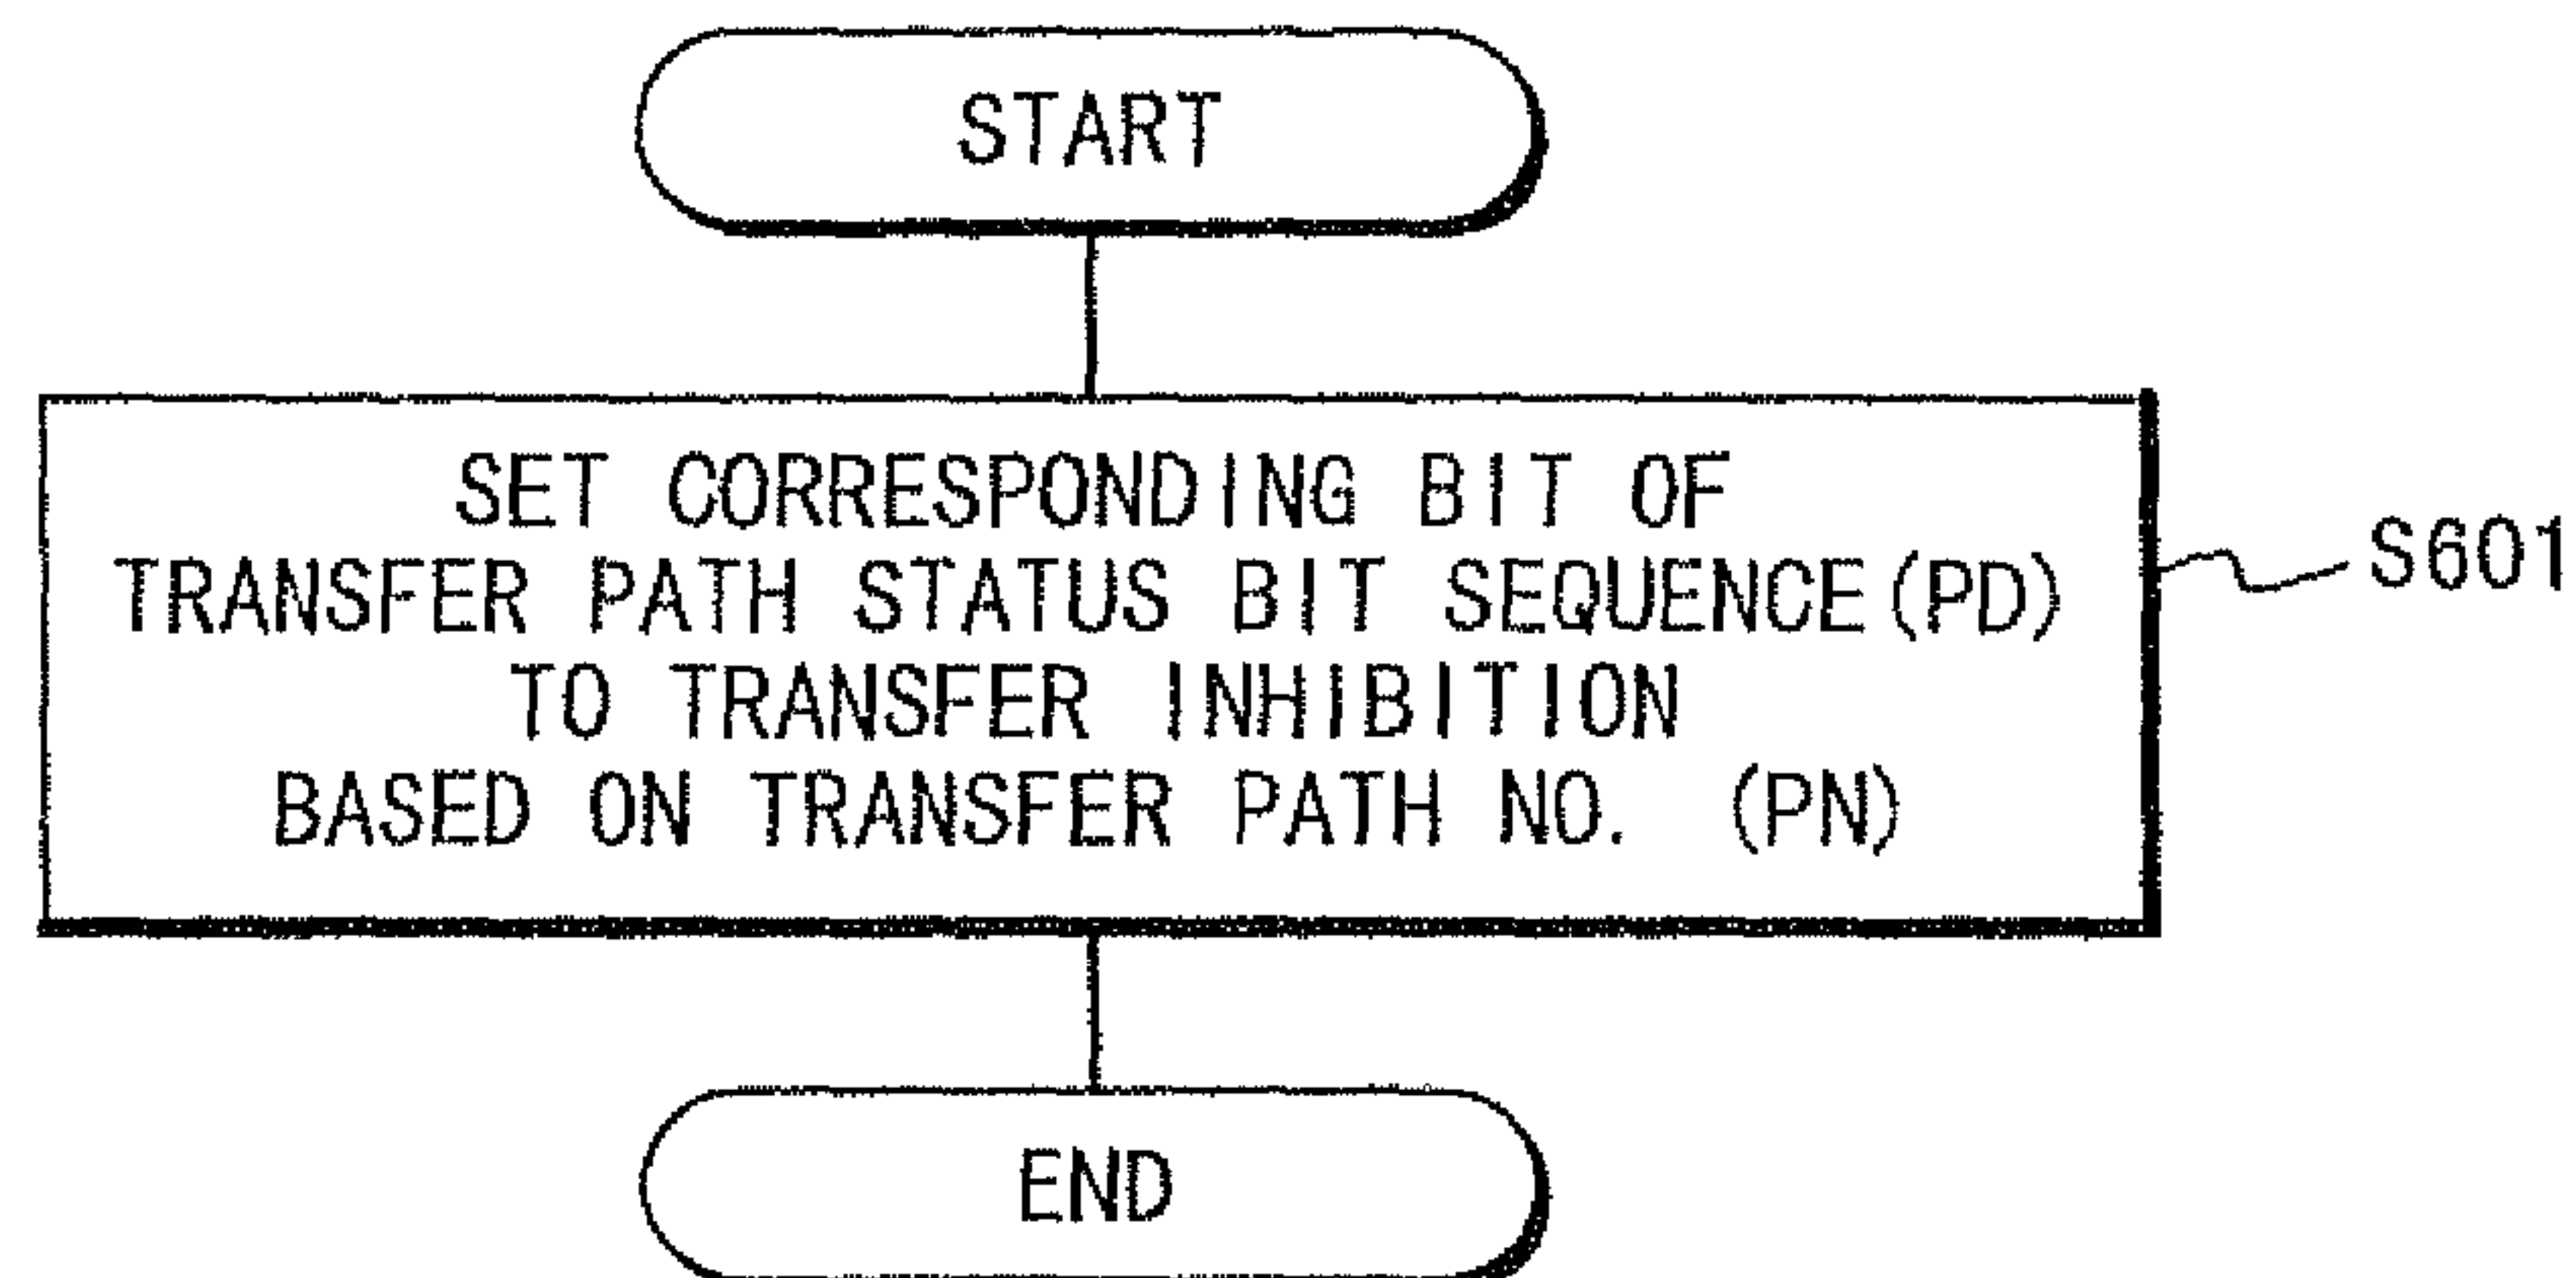 START
SET CORRESPONDING BIT OF
TRANSFER PATH STATUS BIT SEQUENCE(PD)
TO TRANSFER INHIBITION
BASED ON TRANSFER PATH NO. (PN)
S601
END